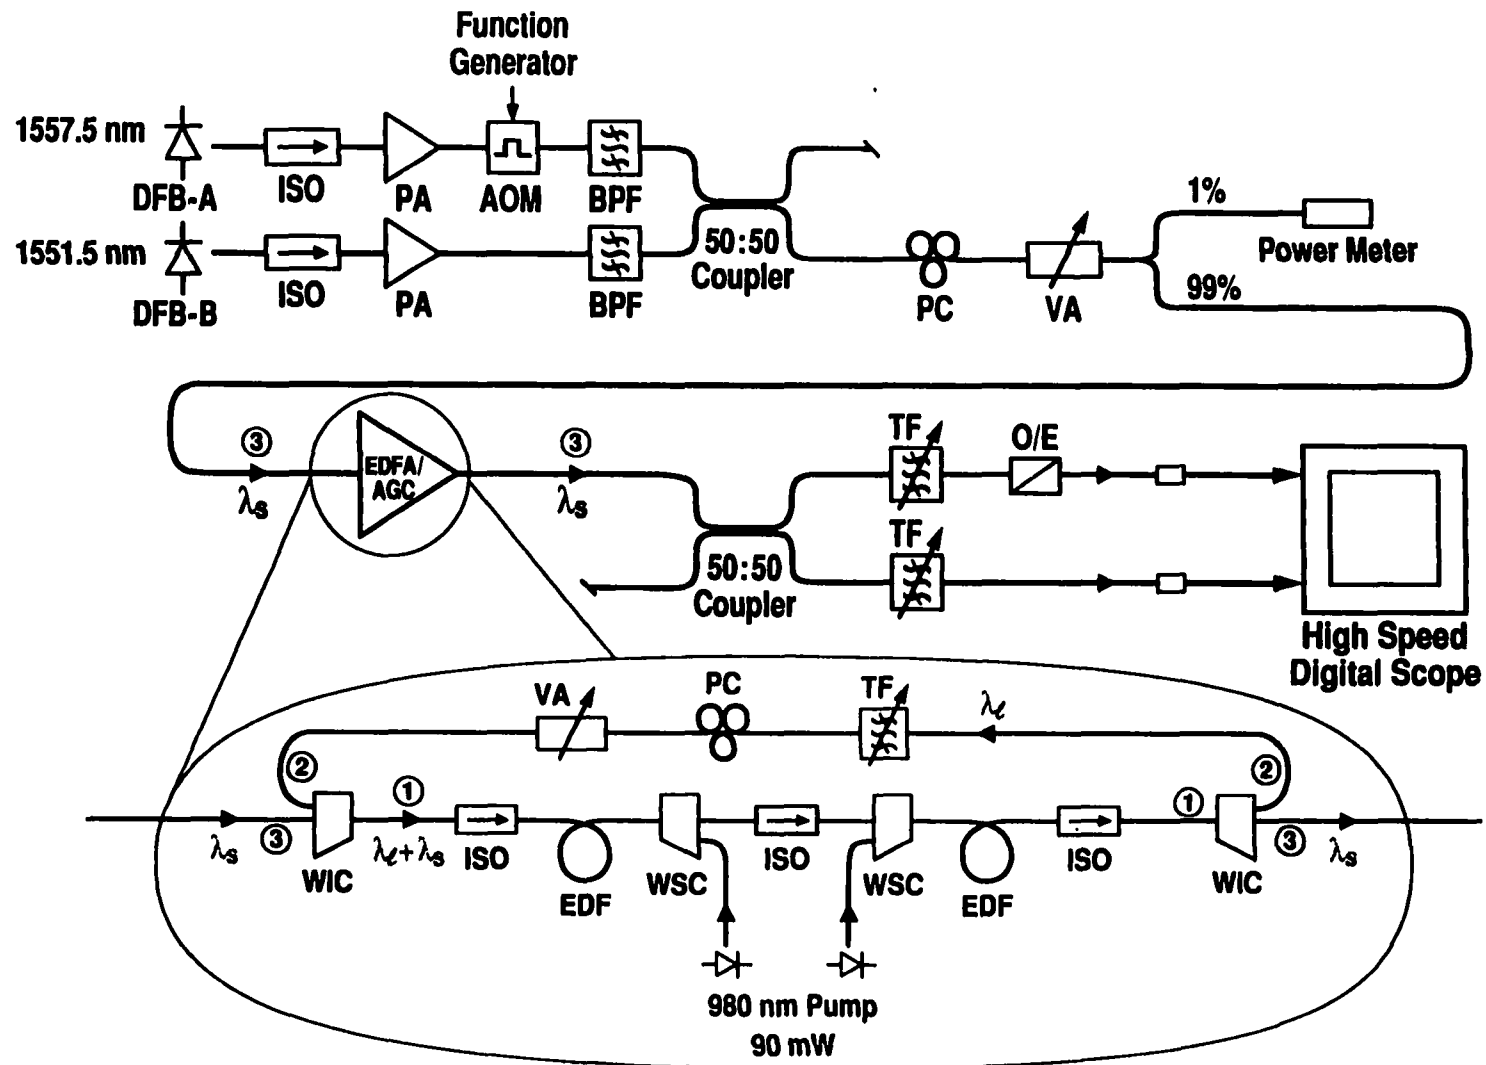 Function
Generator
1557.5 nm
DFB-A
ISO
PA
AOM
BPF
1551.5 nm
DFB-B
ISO
PA
BPF
50:50
Coupler
PC
VA
1%
Power Meter
99%
③
λs
EDFA/
AGC
③
λs
50:50
Coupler
TF
O/E
TF
High Speed
Digital Scope
VA
PC
TF
λℓ
②
②
①
①
λs
③
WIC
λℓ+λs
ISO
EDF
WSC
ISO
WSC
EDF
ISO
WIC
③
λs
980 nm Pump
90 mW